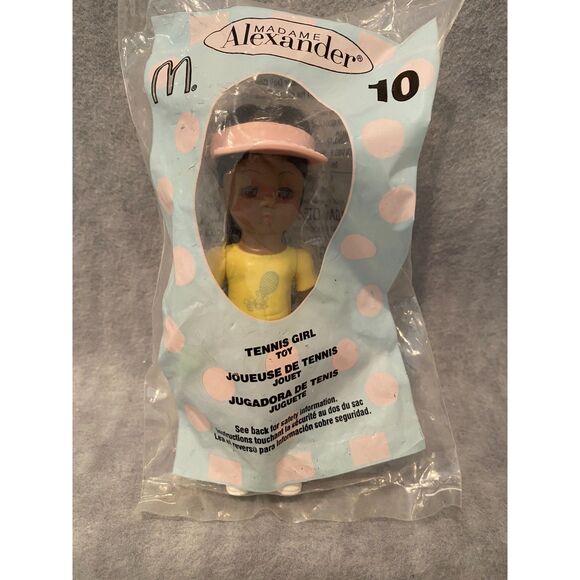 MADAME
Alexander®
M.
10
TENNIS GIRL
TOY
JOUEUSE DE TENNIS
JOUET
JUGADORA DE TENIS
JUGUETE
See back for safety information.
Instructions touchant la sécurité au dos du sac
Lea el reverso para información sobre seguridad.